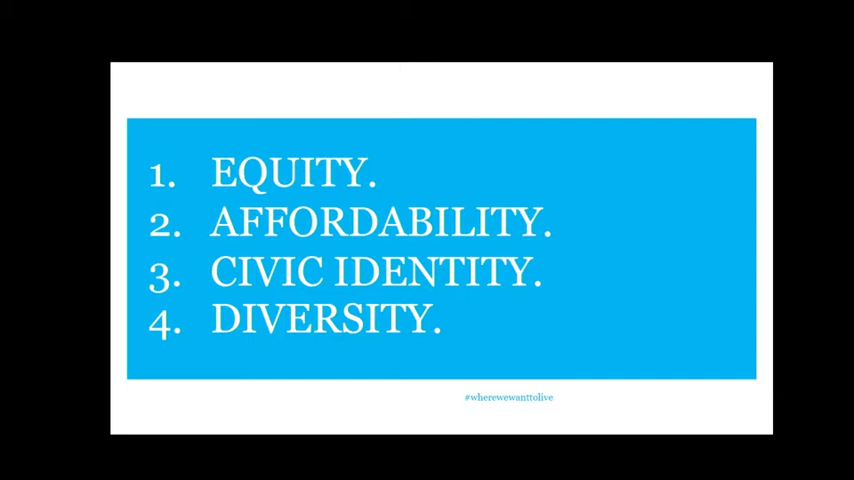 1. EQUITY.
2. AFFORDABILITY.
3. CIVIC IDENTITY.
4. DIVERSITY.
#wherewewanttolive